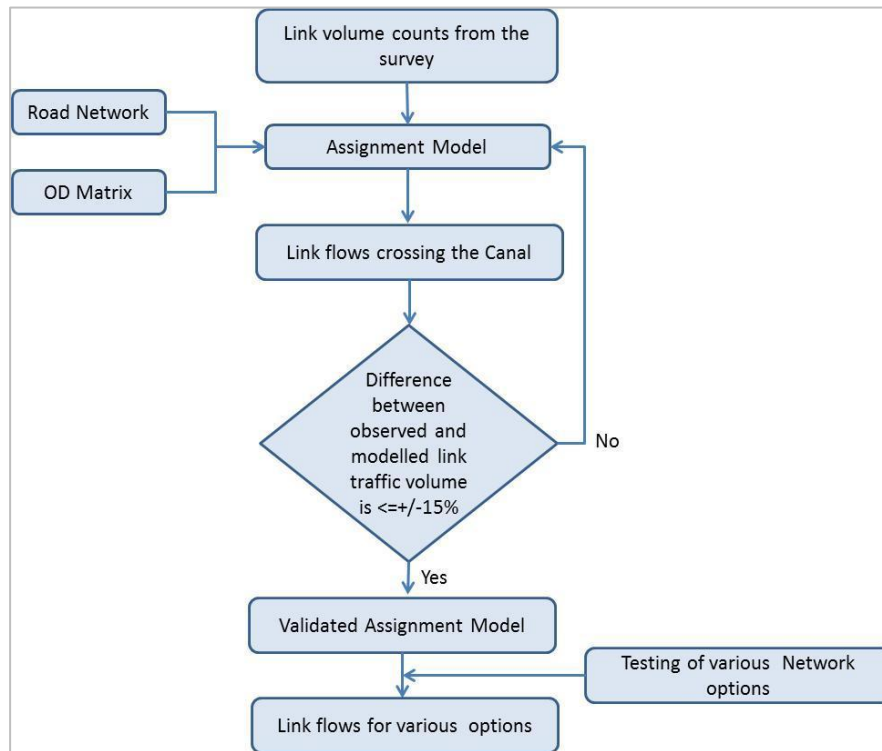 Link volume counts from the
survey
Road Network
Assignment Model
OD Matrix
Link flows crossing the Canal
Difference
between
observed and
modelled link
traffic volume
is <=+/-15%
No
Yes
Validated Assignment Model
Testing of various Network
options
Link flows for various options